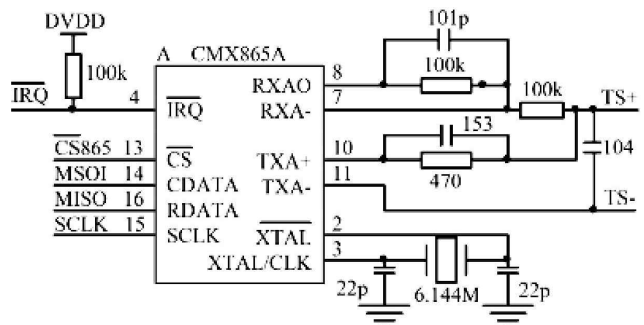 DVDD
101p
A CMX865A
100k
8
RXAO
100k
100k
IRQ
4
IRQ
RXA-
7
TS+
153
CS865
13
CS
TXA+
10
104
MSOI
14
CDATA
TXA-
11
470
MISO
16
RDATA
TS-
SCLK
15
SCLK
XTAL
2
XTAL/CLK
3
22p
6.144M
22p